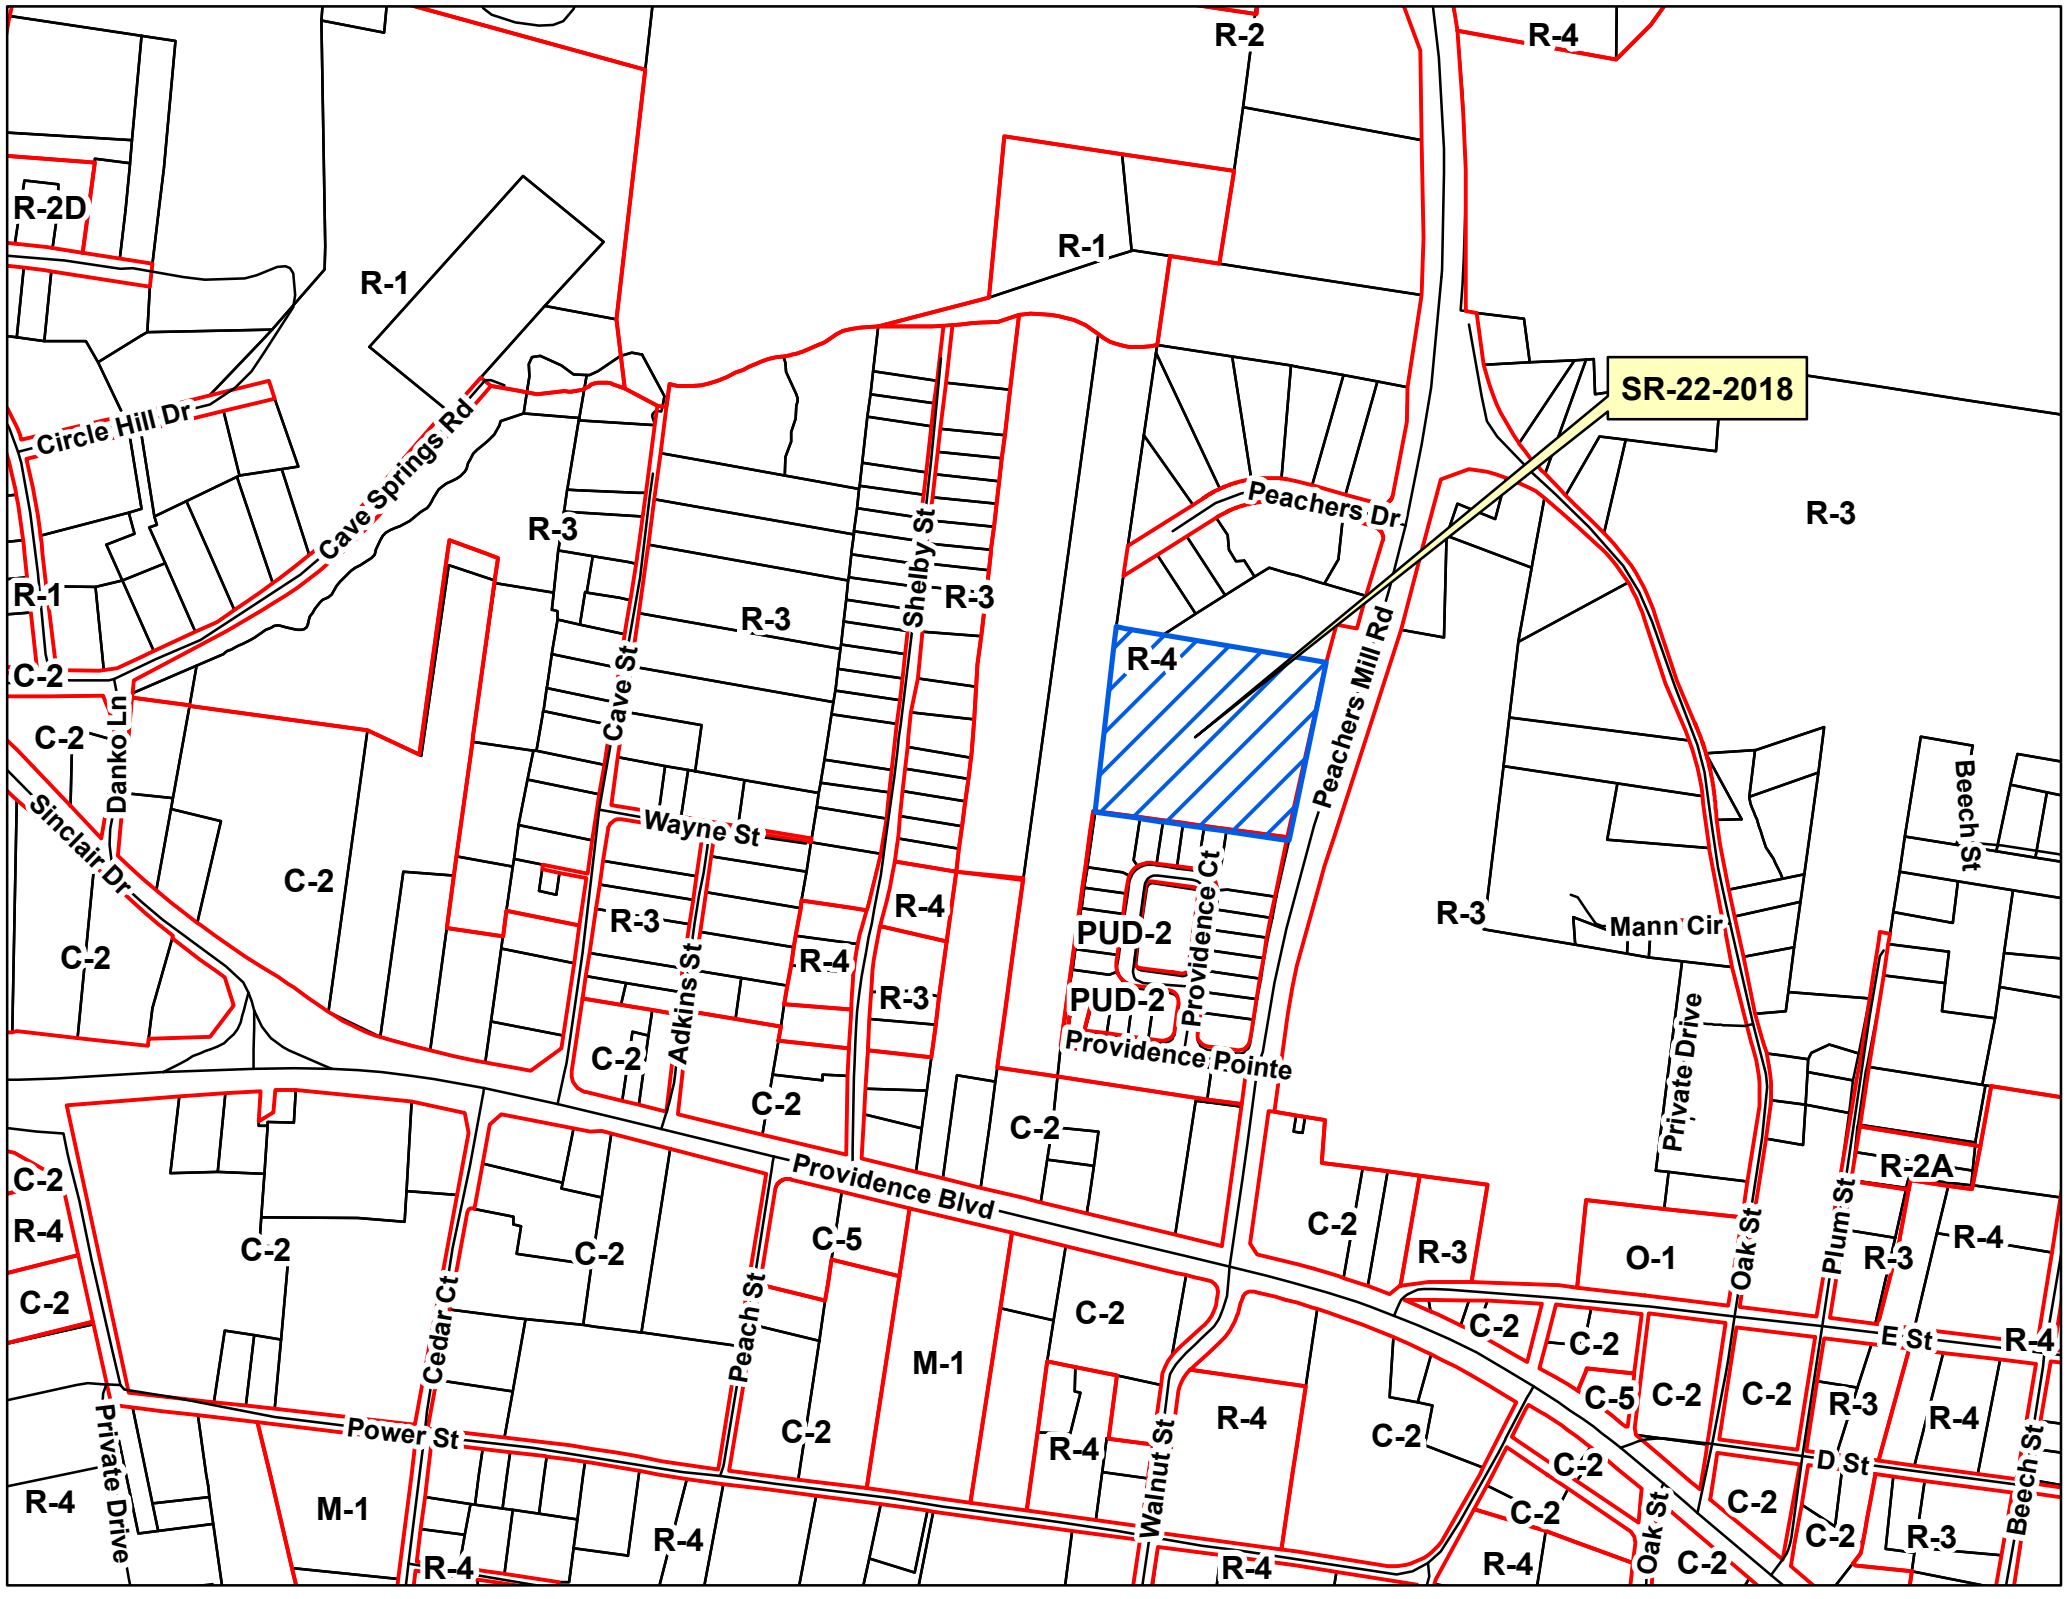 R-2
R-4
R-2D
R-1
R-1
SR-22-2018
Circle Hill Dr
Cave Springs Rd
Peachers Dr
R-3
R-3
Shelby St
R-1
R-3
R-3
R-4
C-2
Cave St
Peachers Mill Rd
C-2
Danko Ln
Sinclair Dr
Wayne St
Beech St
C-2
Providence Ct
R-4
R-3
R-3
Mann Cir
PUD-2
C-2
R-4
R-3
PUD-2
Adkins St
Providence Pointe
Private Drive
C-2
C-2
C-2
R-2A
C-2
Providence Blvd
Plum St
Oak St
R-4
C-5
C-2
R-3
O-1
R-3
R-4
C-2
C-2
C-2
Cedar Ct
Peach St
C-2
C-2
C-2
E St
R-4
M-1
C-5
C-2
C-2
R-3
R-4
R-4
C-2
Power St
C-2
R-4
Walnut St
C-2
D St
Beech St
Private Drive
R-4
M-1
C-2
C-2
Oak St
C-2
R-3
R-4
R-4
R-4
R-4
C-2